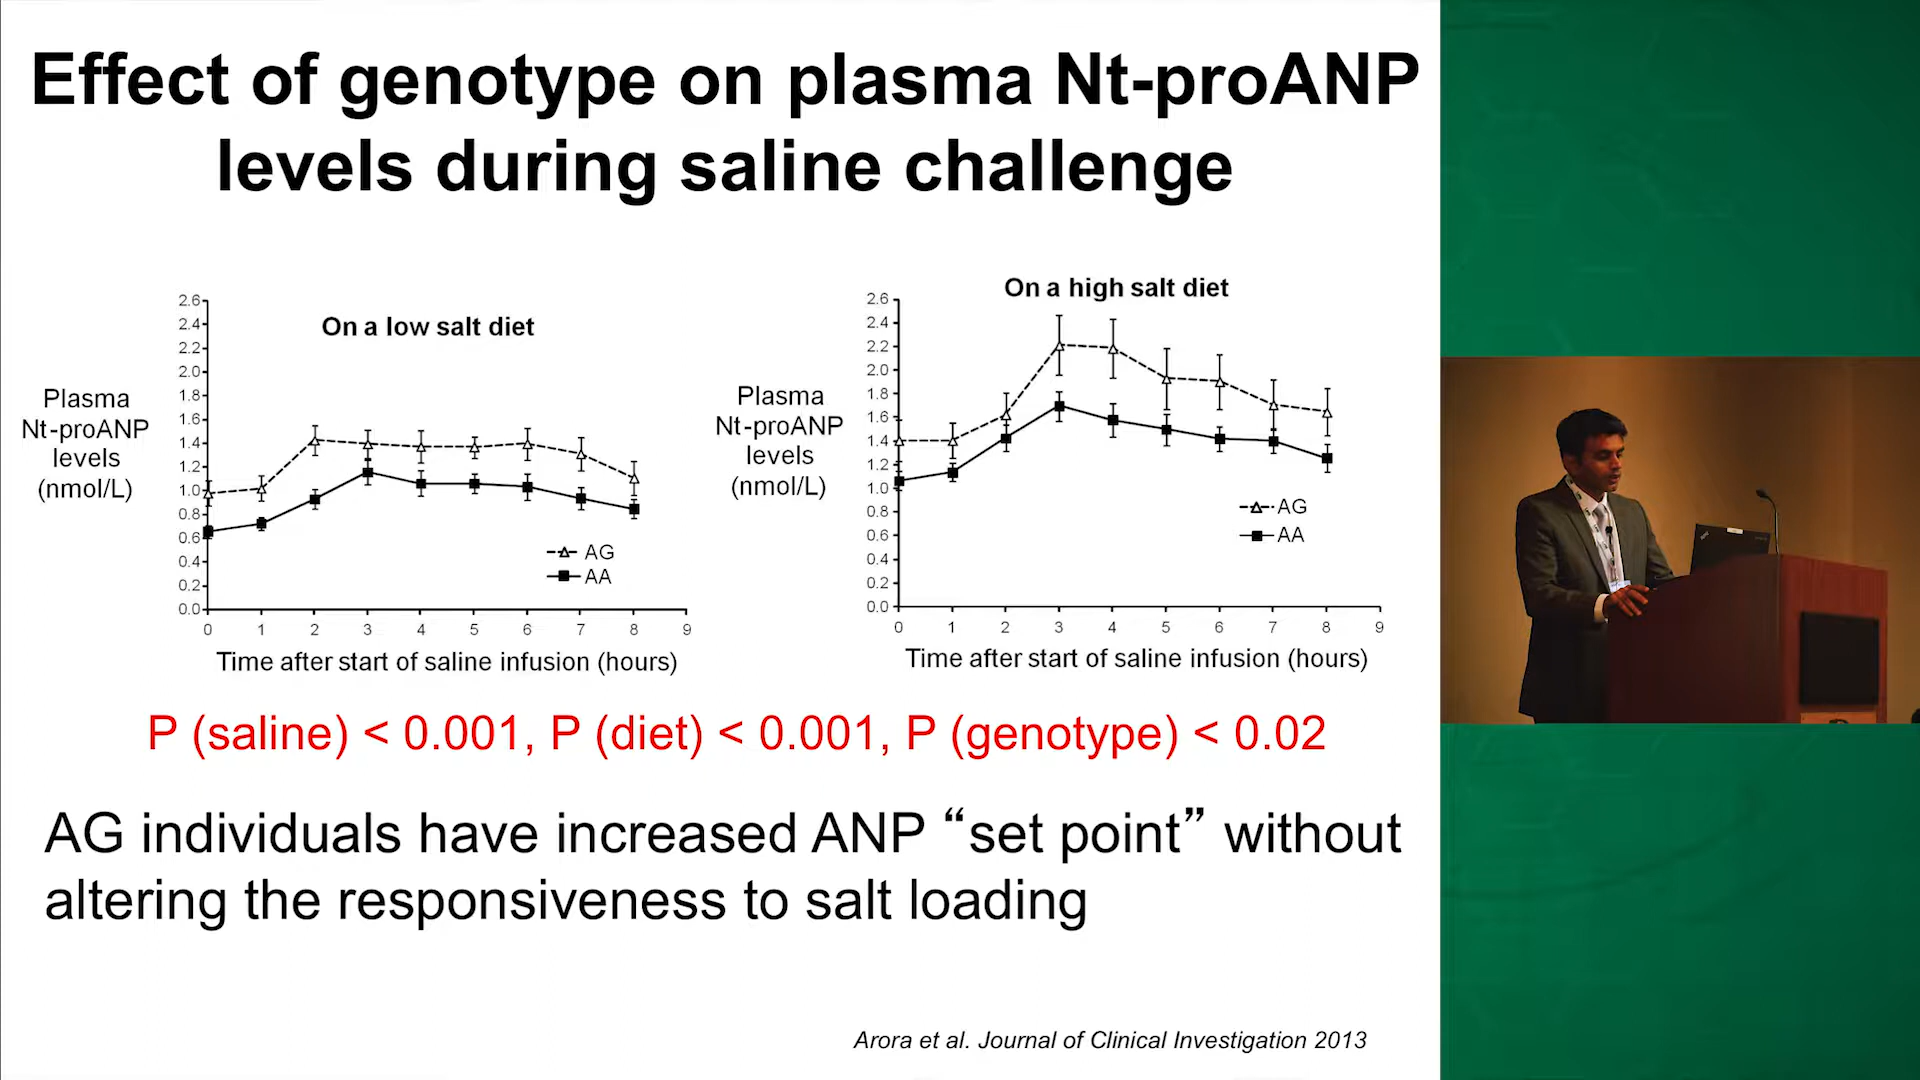 Effect of genotype on plasma Nt-proANP
levels during saline challenge
On a low salt diet
Plasma
Nt-proANP
levels
(nmol/L)
2.6
2.4
2.2
2.0
1.8
1.6
1.4
1.2
1.0
0.8
0.6
0.4
0.2
0.0
AG
AA
0 1 2 3 4 5 6 7 8 9
Time after start of saline infusion (hours)
On a high salt diet
Plasma
Nt-proANP
levels
(nmol/L)
2.6
2.4
2.2
2.0
1.8
1.6
1.4
1.2
1.0
0.8
0.6
0.4
0.2
0.0
AG
AA
0 1 2 3 4 5 6 7 8 9
Time after start of saline infusion (hours)
P (saline) < 0.001, P (diet) < 0.001, P (genotype) < 0.02
AG individuals have increased ANP “set point” without
altering the responsiveness to salt loading
Arora et al. Journal of Clinical Investigation 2013